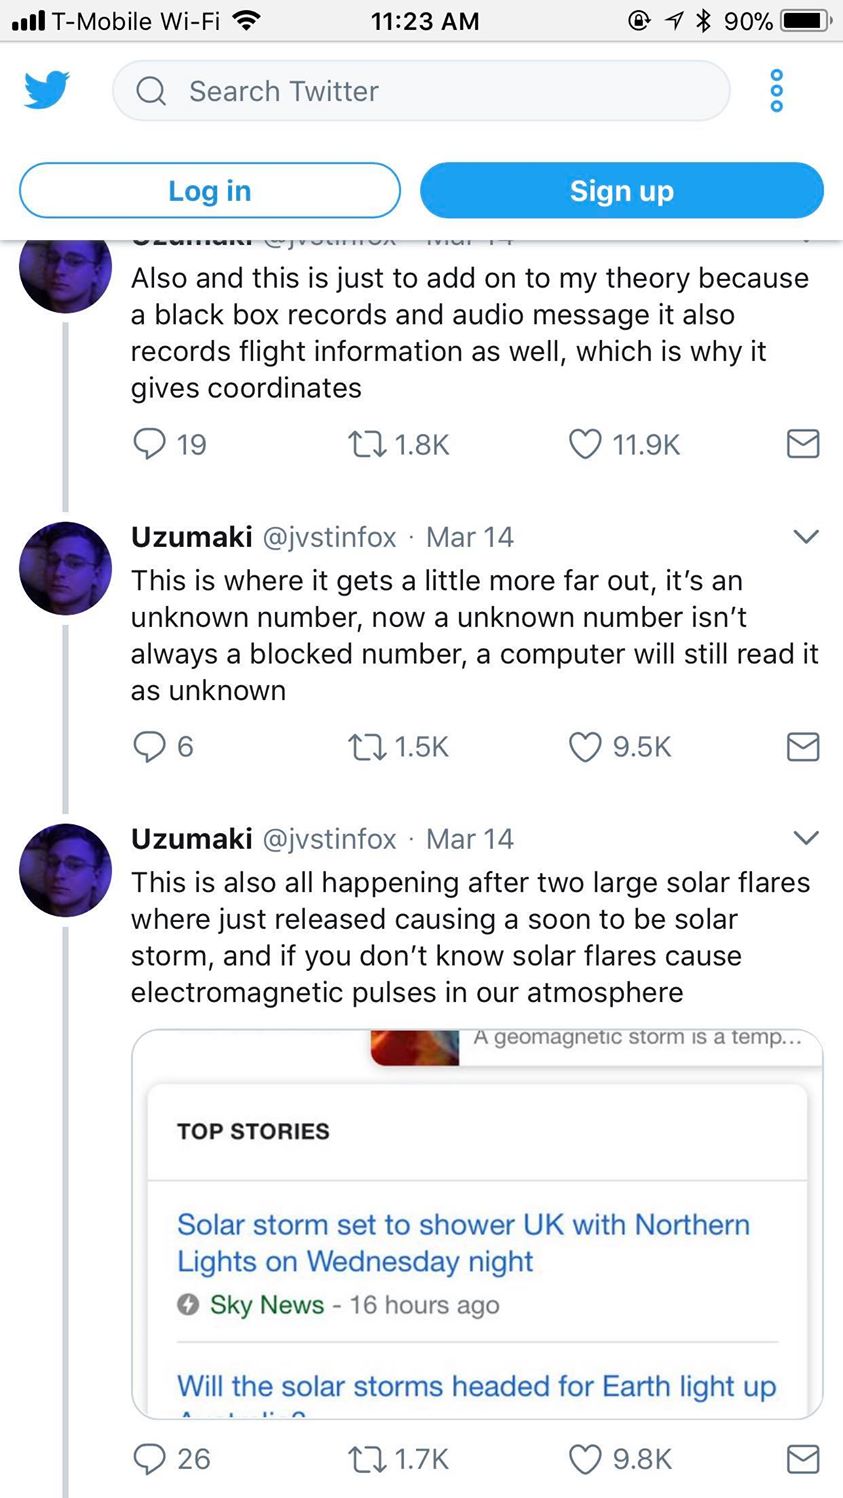 T-Mobile Wi-Fi 11:23 AM 90%
Search Twitter
Log in Sign up
Uzumaki @jvstinfox · Mar 14
Also and this is just to add on to my theory because
a black box records and audio message it also
records flight information as well, which is why it
gives coordinates
19 1.8K 11.9K
Uzumaki @jvstinfox · Mar 14
This is where it gets a little more far out, it’s an
unknown number, now a unknown number isn’t
always a blocked number, a computer will still read it
as unknown
6 1.5K 9.5K
Uzumaki @jvstinfox · Mar 14
This is also all happening after two large solar flares
where just released causing a soon to be solar
storm, and if you don’t know solar flares cause
electromagnetic pulses in our atmosphere
A geomagnetic storm is a temp...
TOP STORIES
Solar storm set to shower UK with Northern
Lights on Wednesday night
Sky News - 16 hours ago
Will the solar storms headed for Earth light up
Australia?
26 1.7K 9.8K